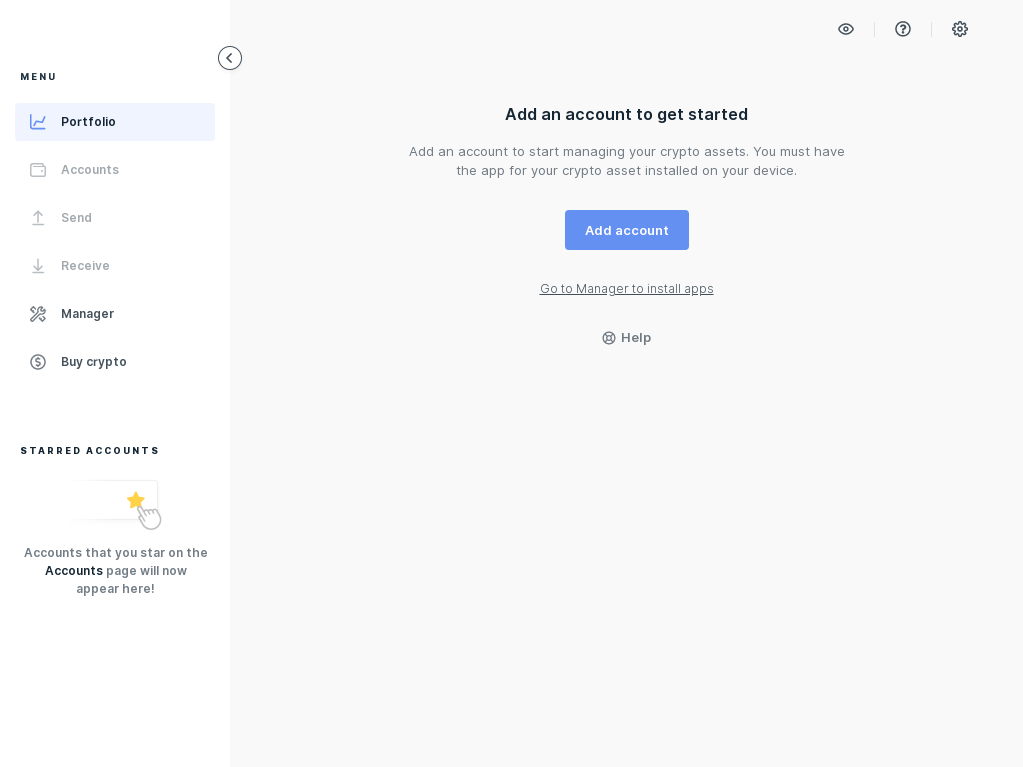 MENU
Portfolio
Accounts
Send
Receive
Manager
Buy crypto
STARRED ACCOUNTS
Accounts that you star on the
Accounts page will now
appear here!
Add an account to get started
Add an account to start managing your crypto assets. You must have
the app for your crypto asset installed on your device.
Add account
Go to Manager to install apps
Help